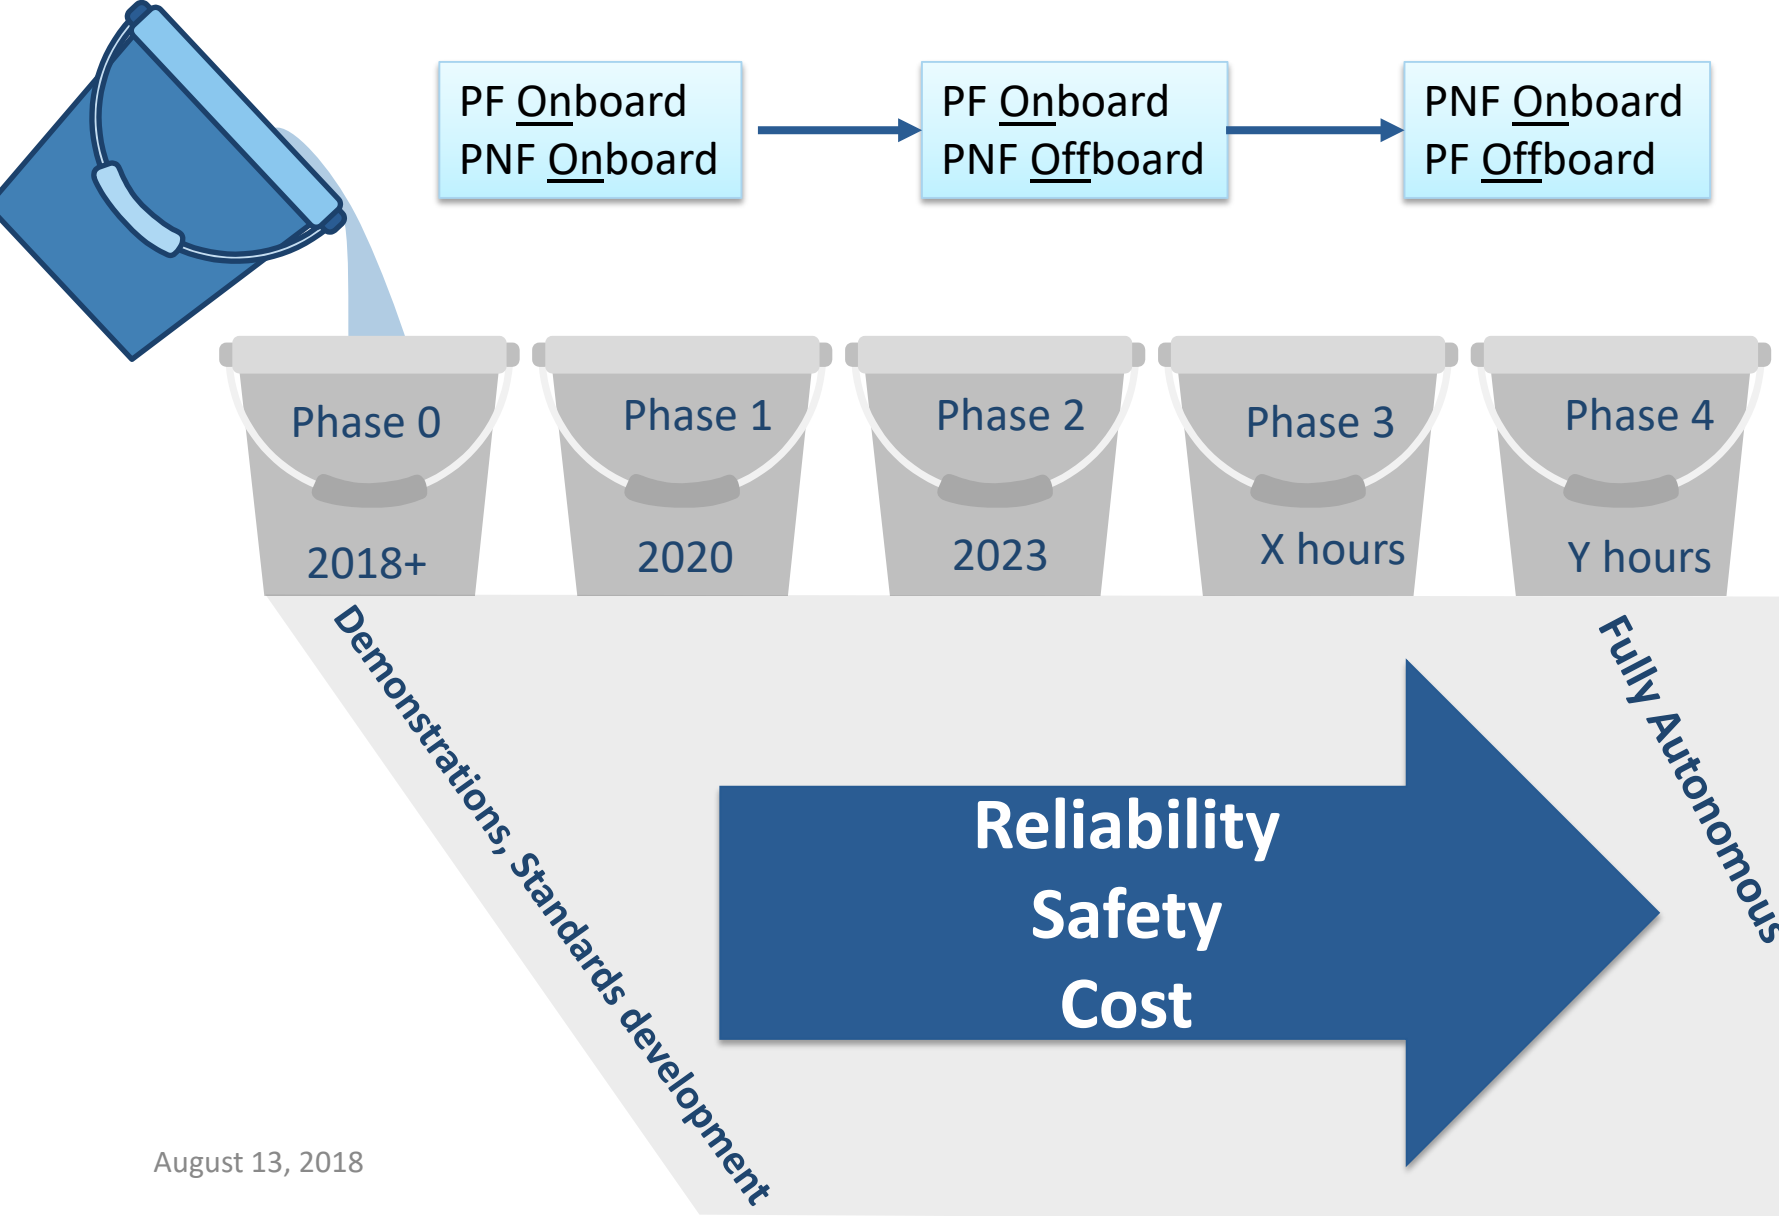 PF Onboard
PNF Onboard
PF Onboard
PNF Offboard
PNF Onboard
PF Offboard
Phase 0
2018+
Phase 1
2020
Phase 2
2023
Phase 3
X hours
Phase 4
Y hours
Demonstrations, Standards development
Reliability
Safety
Cost
Fully Autonomous
August 13, 2018